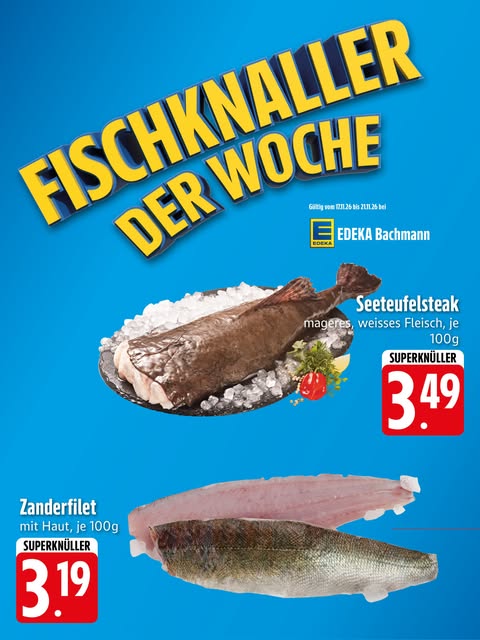 FISCHKNALLER
DER WOCHE
Gültig vom 17.11.26 bis 21.11.26 bei
E
EDEKA
EDEKA Bachmann
Seeteufelsteak
mageres, weisses Fleisch, je
100g
SUPERKNÜLLER
3.49
Zanderfilet
mit Haut, je 100g
SUPERKNÜLLER
3.19